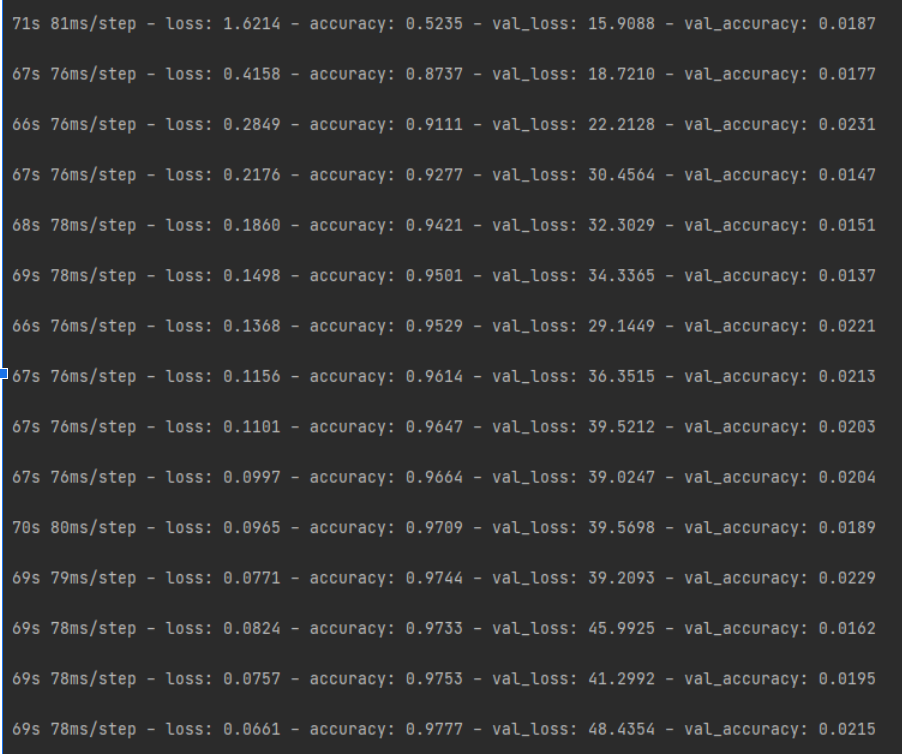 71s 81ms/step - loss: 1.6214 - accuracy: 0.5235 - val_loss: 15.9088 - val_accuracy: 0.0187
67s 76ms/step - loss: 0.4158 - accuracy: 0.8737 - val_loss: 18.7210 - val_accuracy: 0.0177
66s 76ms/step - loss: 0.2849 - accuracy: 0.9111 - val_loss: 22.2128 - val_accuracy: 0.0231
67s 76ms/step - loss: 0.2176 - accuracy: 0.9277 - val_loss: 30.4564 - val_accuracy: 0.0147
68s 78ms/step - loss: 0.1860 - accuracy: 0.9421 - val_loss: 32.3029 - val_accuracy: 0.0151
69s 78ms/step - loss: 0.1498 - accuracy: 0.9501 - val_loss: 34.3365 - val_accuracy: 0.0137
66s 76ms/step - loss: 0.1368 - accuracy: 0.9529 - val_loss: 29.1449 - val_accuracy: 0.0221
67s 76ms/step - loss: 0.1156 - accuracy: 0.9614 - val_loss: 36.3515 - val_accuracy: 0.0213
67s 76ms/step - loss: 0.1101 - accuracy: 0.9647 - val_loss: 39.5212 - val_accuracy: 0.0203
67s 76ms/step - loss: 0.0997 - accuracy: 0.9664 - val_loss: 39.0247 - val_accuracy: 0.0204
70s 80ms/step - loss: 0.0965 - accuracy: 0.9709 - val_loss: 39.5698 - val_accuracy: 0.0189
69s 79ms/step - loss: 0.0771 - accuracy: 0.9744 - val_loss: 39.2093 - val_accuracy: 0.0229
69s 78ms/step - loss: 0.0824 - accuracy: 0.9733 - val_loss: 45.9925 - val_accuracy: 0.0162
69s 78ms/step - loss: 0.0757 - accuracy: 0.9753 - val_loss: 41.2992 - val_accuracy: 0.0195
69s 78ms/step - loss: 0.0661 - accuracy: 0.9777 - val_loss: 48.4354 - val_accuracy: 0.0215